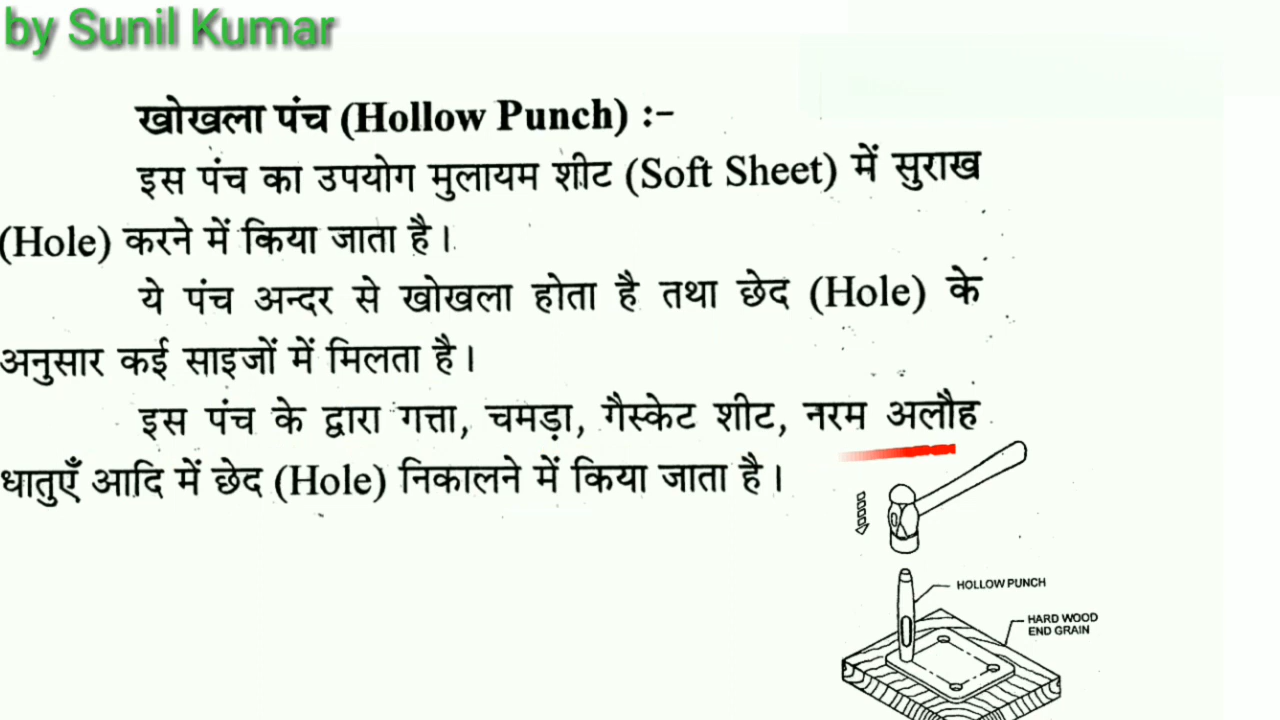 by Sunil Kumar
खोखला पंच (Hollow Punch) :-
इस पंच का उपयोग मुलायम शीट (Soft Sheet) में सुराख
(Hole) करने में किया जाता है।
ये पंच अन्दर से खोखला होता है तथा छेद (Hole) के
अनुसार कई साइजों में मिलता है।
इस पंच के द्वारा गत्ता, चमड़ा, गैस्केट शीट, नरम अलौह
धातुएँ आदि में छेद (Hole) निकालने में किया जाता है।
HOLLOW PUNCH
HARD WOOD
END GRAIN